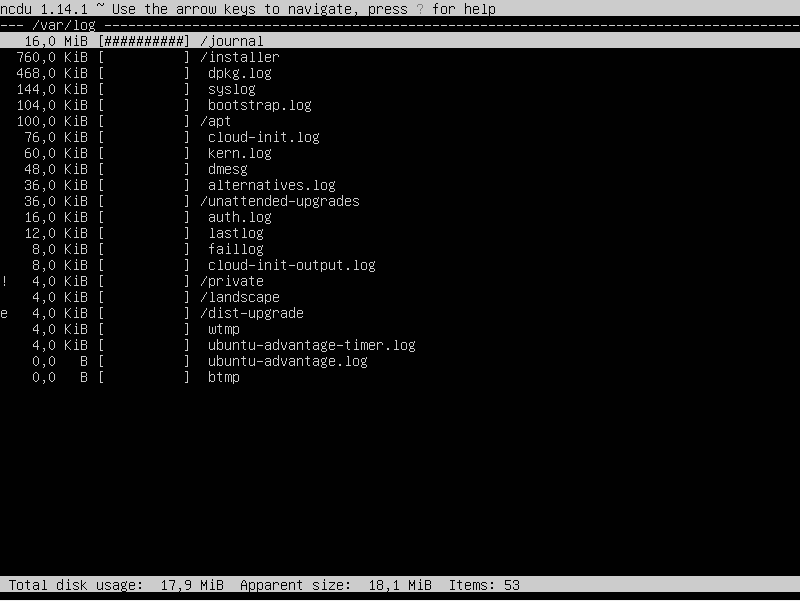 ncdu 1.14.1 ~ Use the arrow keys to navigate, press ? for help
--- /var/log ----------------------------------------------------------------------------------------
   16,0 MiB [##########] /journal
  760,0 KiB [          ] /installer
  468,0 KiB [          ]  dpkg.log
  144,0 KiB [          ]  syslog
  104,0 KiB [          ]  bootstrap.log
  100,0 KiB [          ] /apt
   76,0 KiB [          ]  cloud-init.log
   60,0 KiB [          ]  kern.log
   48,0 KiB [          ]  dmesg
   36,0 KiB [          ]  alternatives.log
   36,0 KiB [          ] /unattended-upgrades
   16,0 KiB [          ]  auth.log
   12,0 KiB [          ]  lastlog
    8,0 KiB [          ]  faillog
    8,0 KiB [          ]  cloud-init-output.log
!   4,0 KiB [          ] /private
    4,0 KiB [          ] /landscape
e   4,0 KiB [          ] /dist-upgrade
    4,0 KiB [          ]  wtmp
    4,0 KiB [          ]  ubuntu-advantage-timer.log
    0,0   B [          ]  ubuntu-advantage.log
    0,0   B [          ]  btmp
 Total disk usage:  17,9 MiB  Apparent size:  18,1 MiB  Items: 53